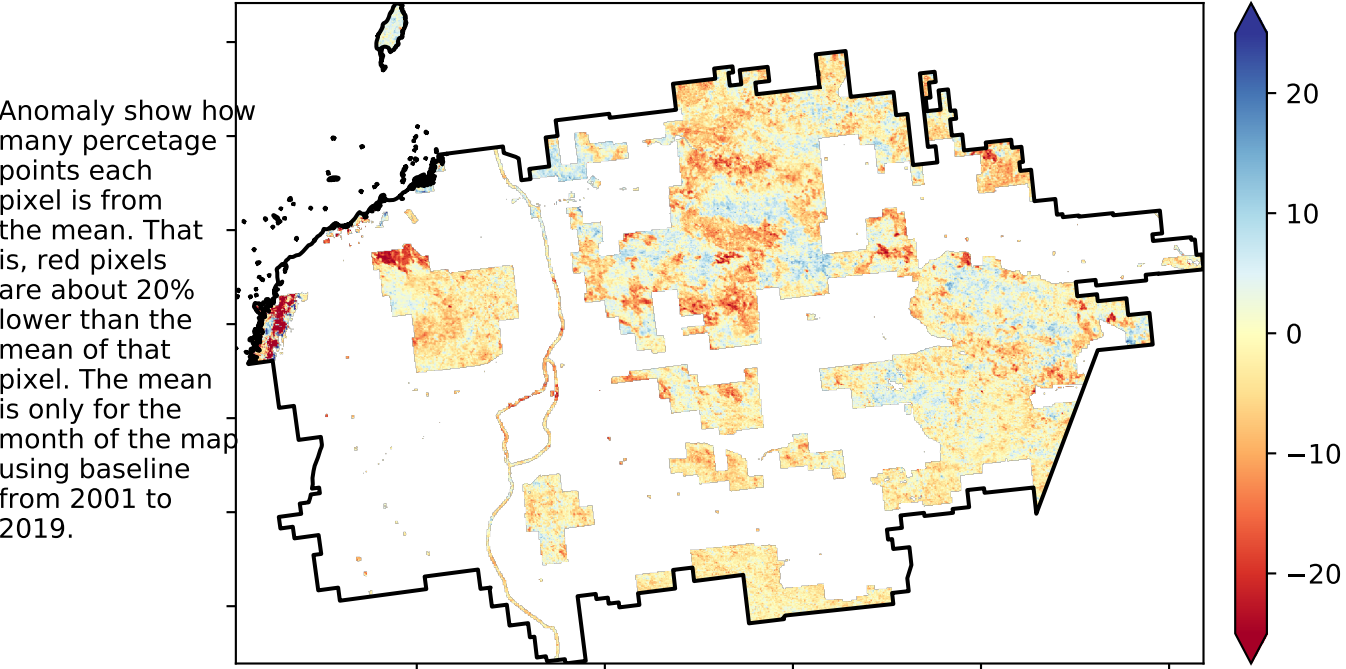 Anomaly show how
many percetage
points each
pixel is from
the mean. That
is, red pixels
are about 20%
lower than the
mean of that
pixel. The mean
is only for the
month of the map
using baseline
from 2001 to
2019.
20
10
0
−10
−20